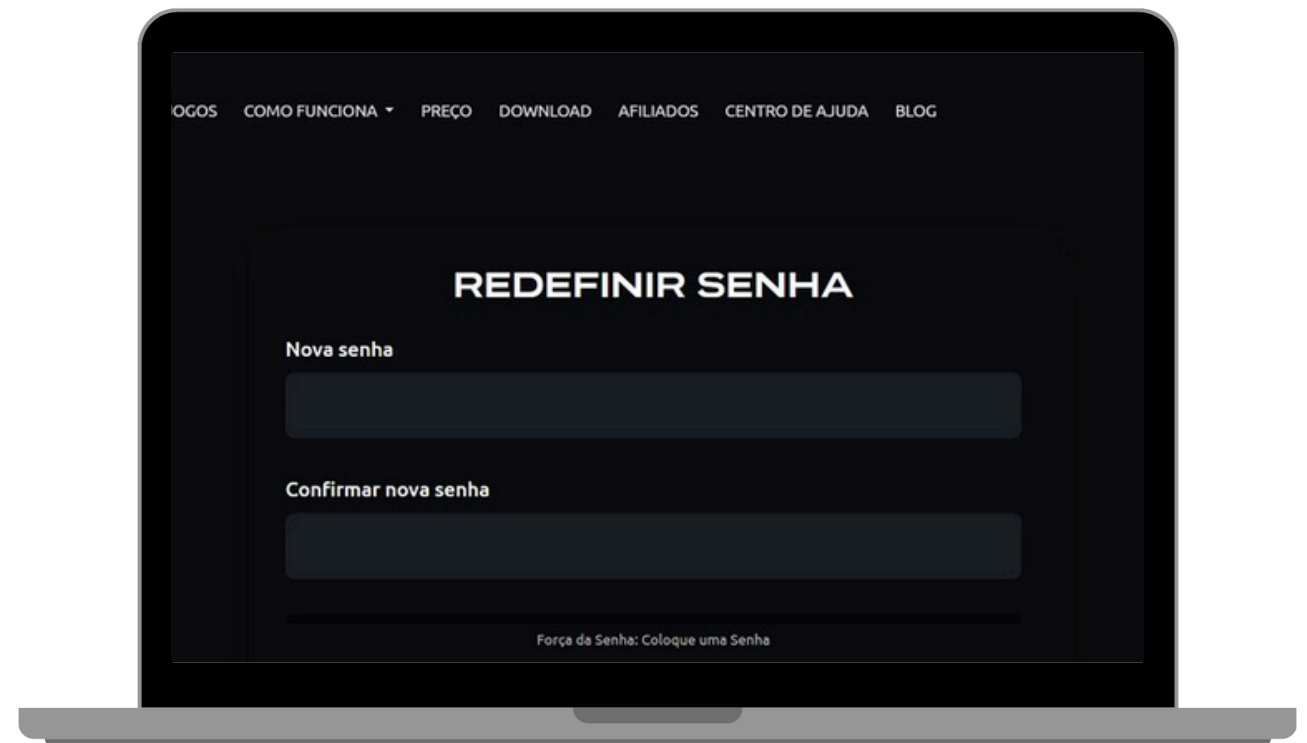 JOGOS COMO FUNCIONA PREÇO DOWNLOAD AFILIADOS CENTRO DE AJUDA BLOG
REDEFINIR SENHA
Nova senha
Confirmar nova senha
Força da Senha: Coloque uma Senha